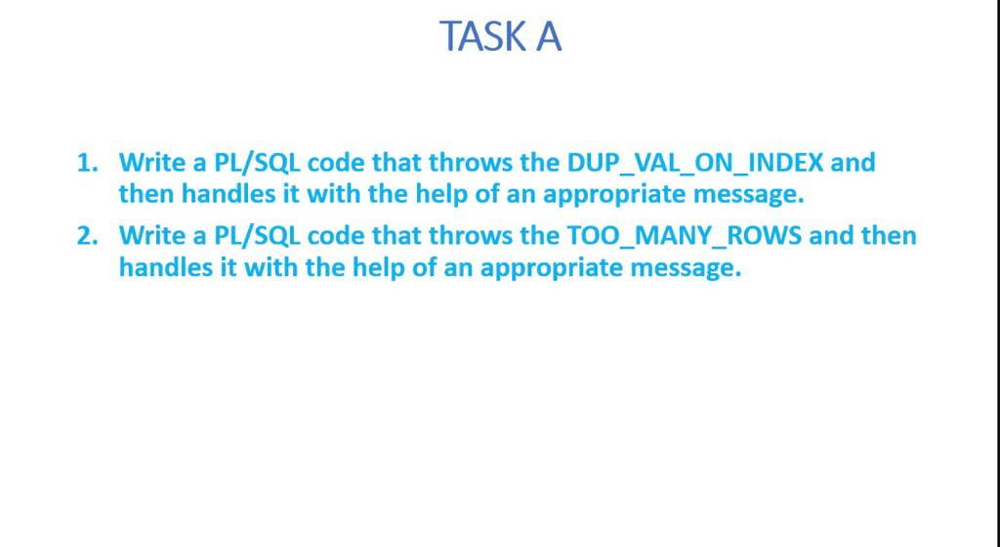 TASK A
1. Write a PL/SQL code that throws the DUP_VAL_ON_INDEX and
then handles it with the help of an appropriate message.
2. Write a PL/SQL code that throws the TOO_MANY_ROWS and then
handles it with the help of an appropriate message.